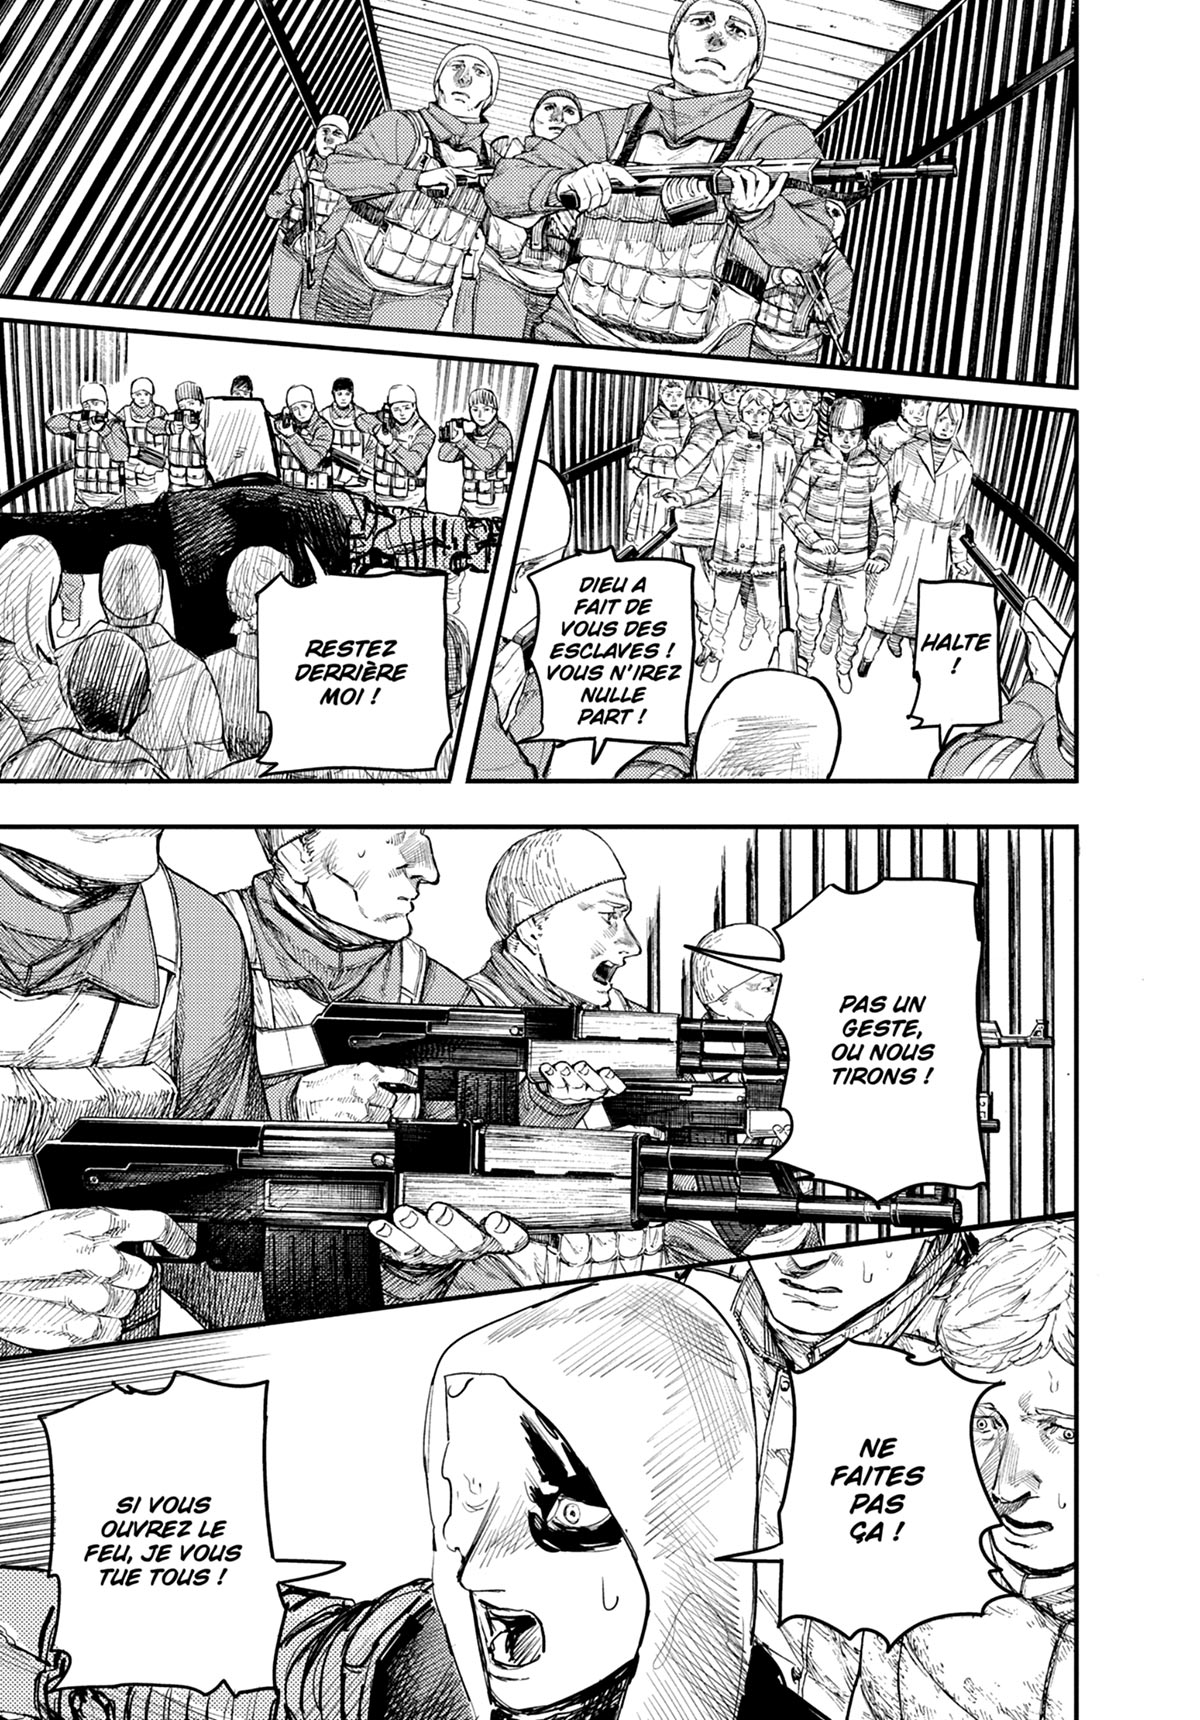 HALTE
!
DIEU A
FAIT DE
VOUS DES
ESCLAVES !
VOUS N'IREZ
NULLE
PART !
RESTEZ
DERRIÈRE
MOI !
PAS UN
GESTE,
OU NOUS
TIRONS !
NE
FAITES
PAS
ÇA !
SI VOUS
OUVREZ LE
FEU, JE VOUS
TUE TOUS !